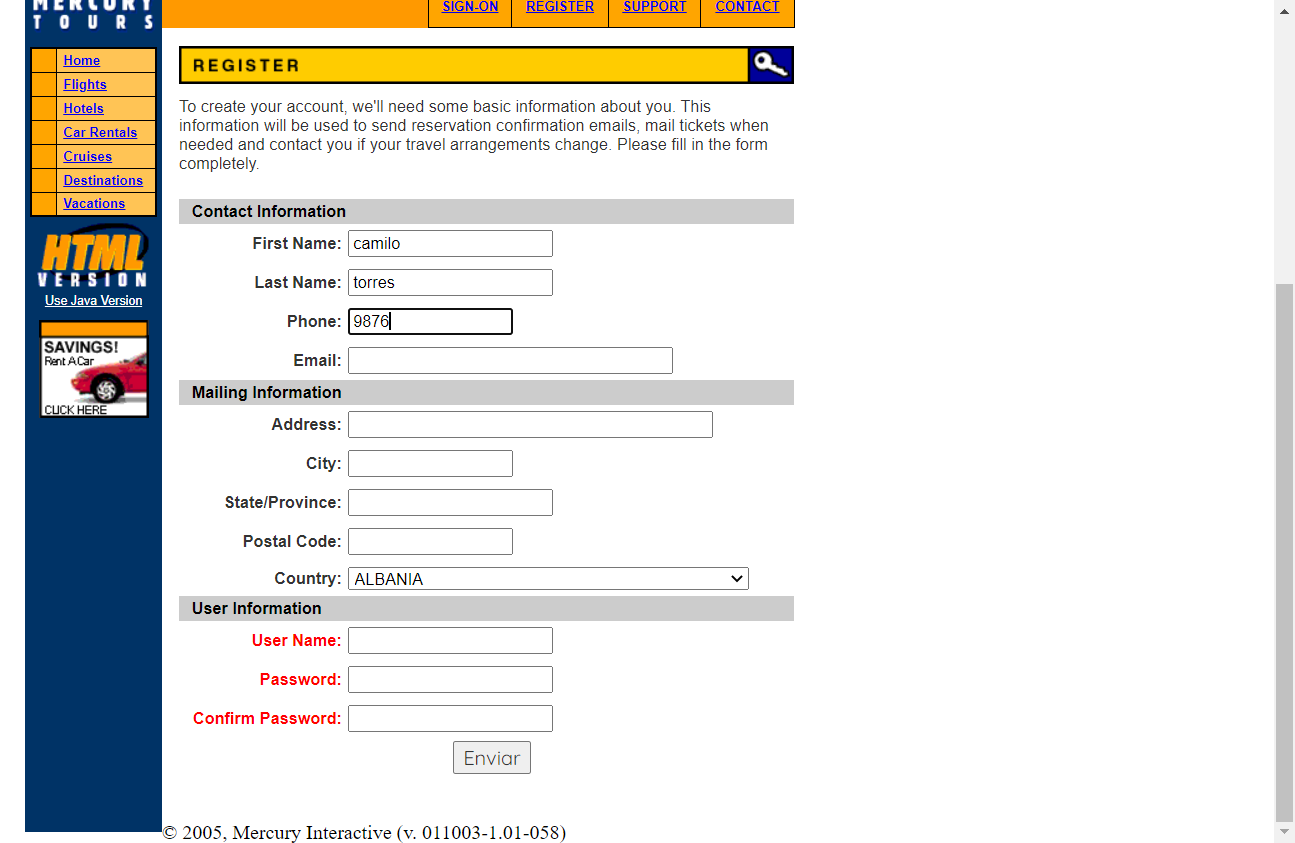 MERCURY
TOURS
SIGN-ON REGISTER SUPPORT CONTACT
Home
Flights
Hotels
Car Rentals
Cruises
Destinations
Vacations
HTML
VERSION
Use Java Version
SAVINGS!
Rent A Car
CLICK HERE
REGISTER
To create your account, we'll need some basic information about you. This
information will be used to send reservation confirmation emails, mail tickets when
needed and contact you if your travel arrangements change. Please fill in the form
completely.
Contact Information
First Name: camilo
Last Name: torres
Phone: 9876
Email:
Mailing Information
Address:
City:
State/Province:
Postal Code:
Country: ALBANIA
User Information
User Name:
Password:
Confirm Password:
Enviar
© 2005, Mercury Interactive (v. 011003-1.01-058)